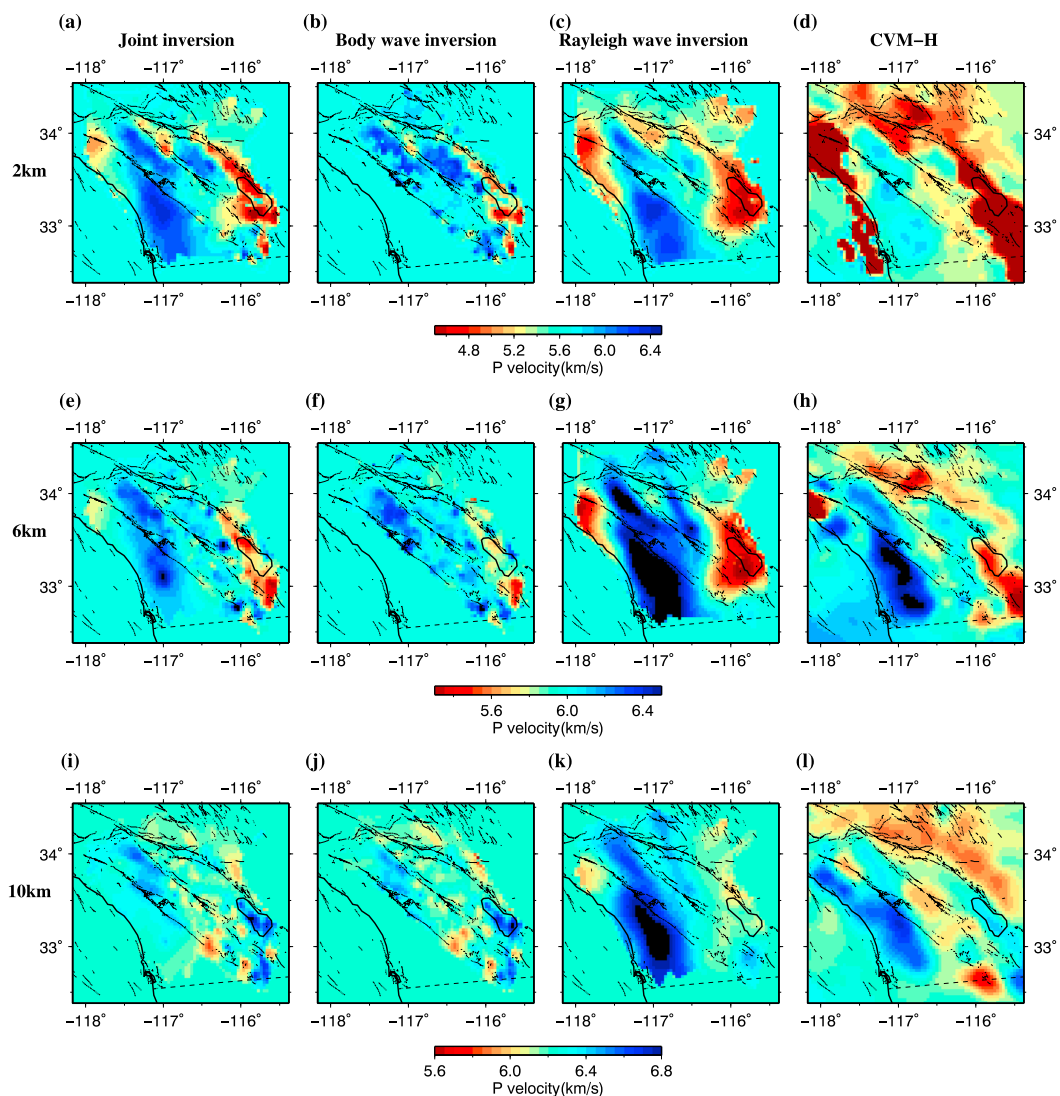 (a) (b) (c) (d)
Joint inversion Body wave inversion Rayleigh wave inversion CVM−H
−118° −117° −116° −118° −117° −116° −118° −117° −116° −118° −117° −116°
34° 34°
2km
33° 33°
−118° −117° −116° −118° −117° −116° −118° −117° −116° −118° −117° −116°
4.8 5.2 5.6 6.0 6.4
P velocity(km/s)
(e) (f) (g) (h)
−118° −117° −116° −118° −117° −116° −118° −117° −116° −118° −117° −116°
34° 34°
6km
33° 33°
−118° −117° −116° −118° −117° −116° −118° −117° −116° −118° −117° −116°
5.6 6.0 6.4
P velocity(km/s)
(i) (j) (k) (l)
−118° −117° −116° −118° −117° −116° −118° −117° −116° −118° −117° −116°
34° 34°
10km
33° 33°
−118° −117° −116° −118° −117° −116° −118° −117° −116° −118° −117° −116°
5.6 6.0 6.4 6.8
P velocity(km/s)